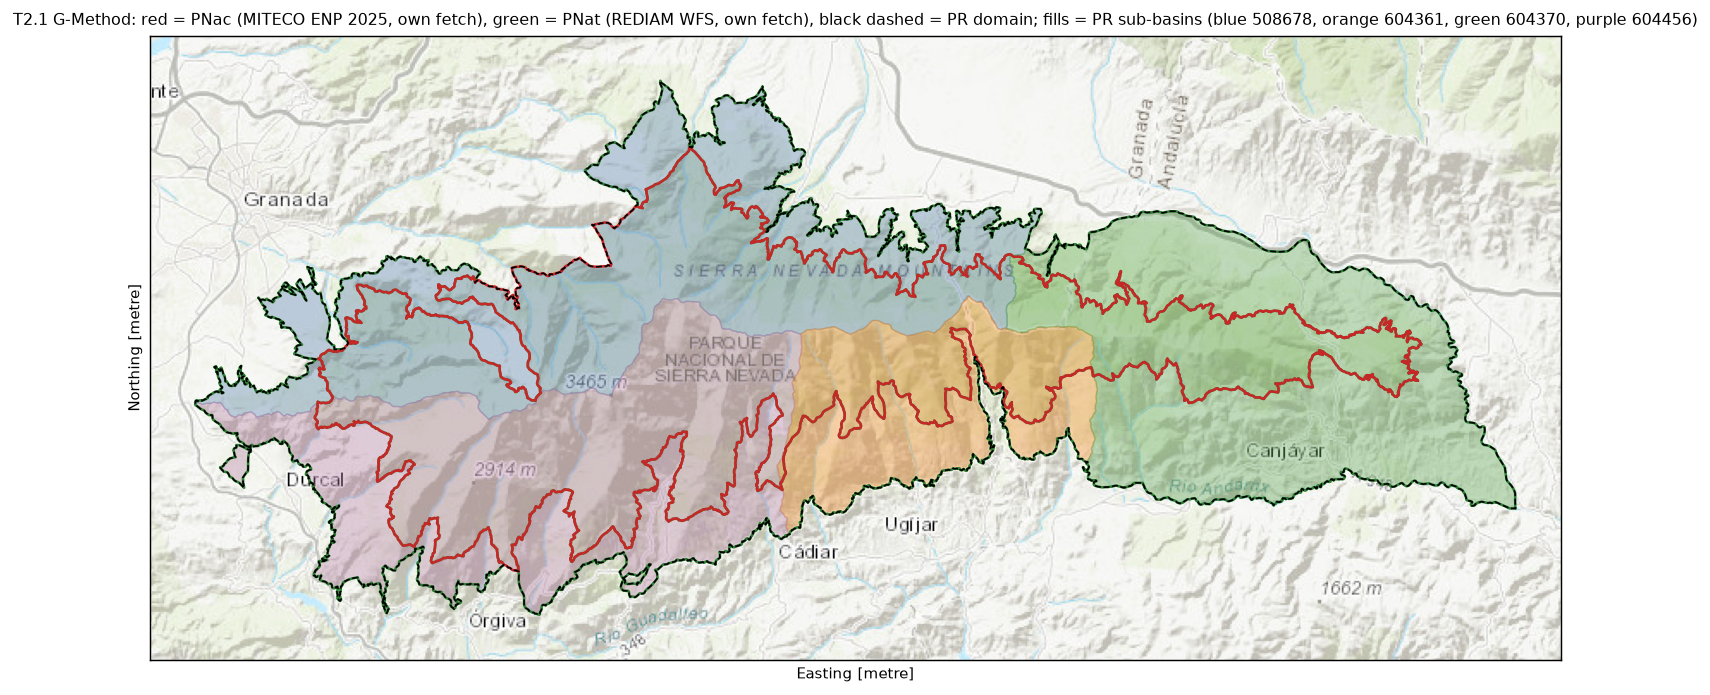 T2.1 G-Method: red = PNac (MITECO ENP 2025, own fetch), green = PNat (REDIAM WFS, own fetch), black dashed = PR domain; fills = PR sub-basins (blue 508678, orange 604361, green 604370, purple 604456)
nte
Granada
Granada
Andalucía
SIERRA NEVADA MOUNTAINS
PARQUE
NACIONAL DE
SIERRA NEVADA
3465 m
2914 m
Dúrcal
Canjáyar
Río Andarax
Ugíjar
Cádiar
1662 m
Órgiva
Río Guadalfeo
348
Northing [metre]
Easting [metre]